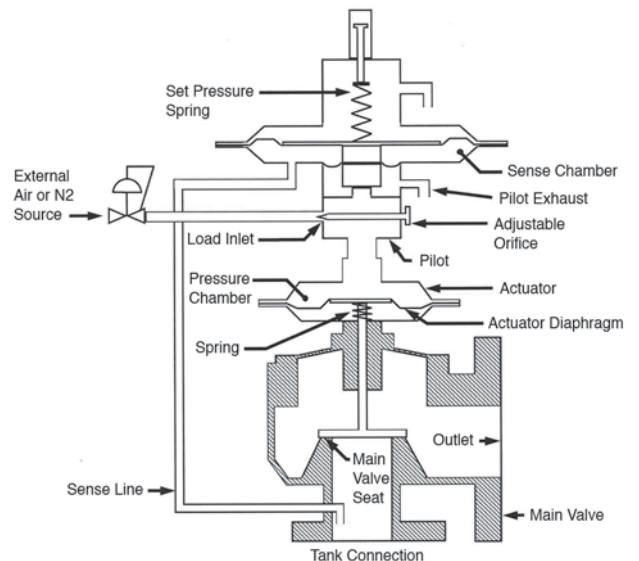 Set Pressure
Spring
Sense Chamber
External
Air or N2
Source
Pilot Exhaust
Load Inlet
Adjustable
Orifice
Pilot
Pressure
Chamber
Actuator
Spring
Actuator Diaphragm
Outlet
Main
Valve
Seat
Sense Line
Main Valve
Tank Connection